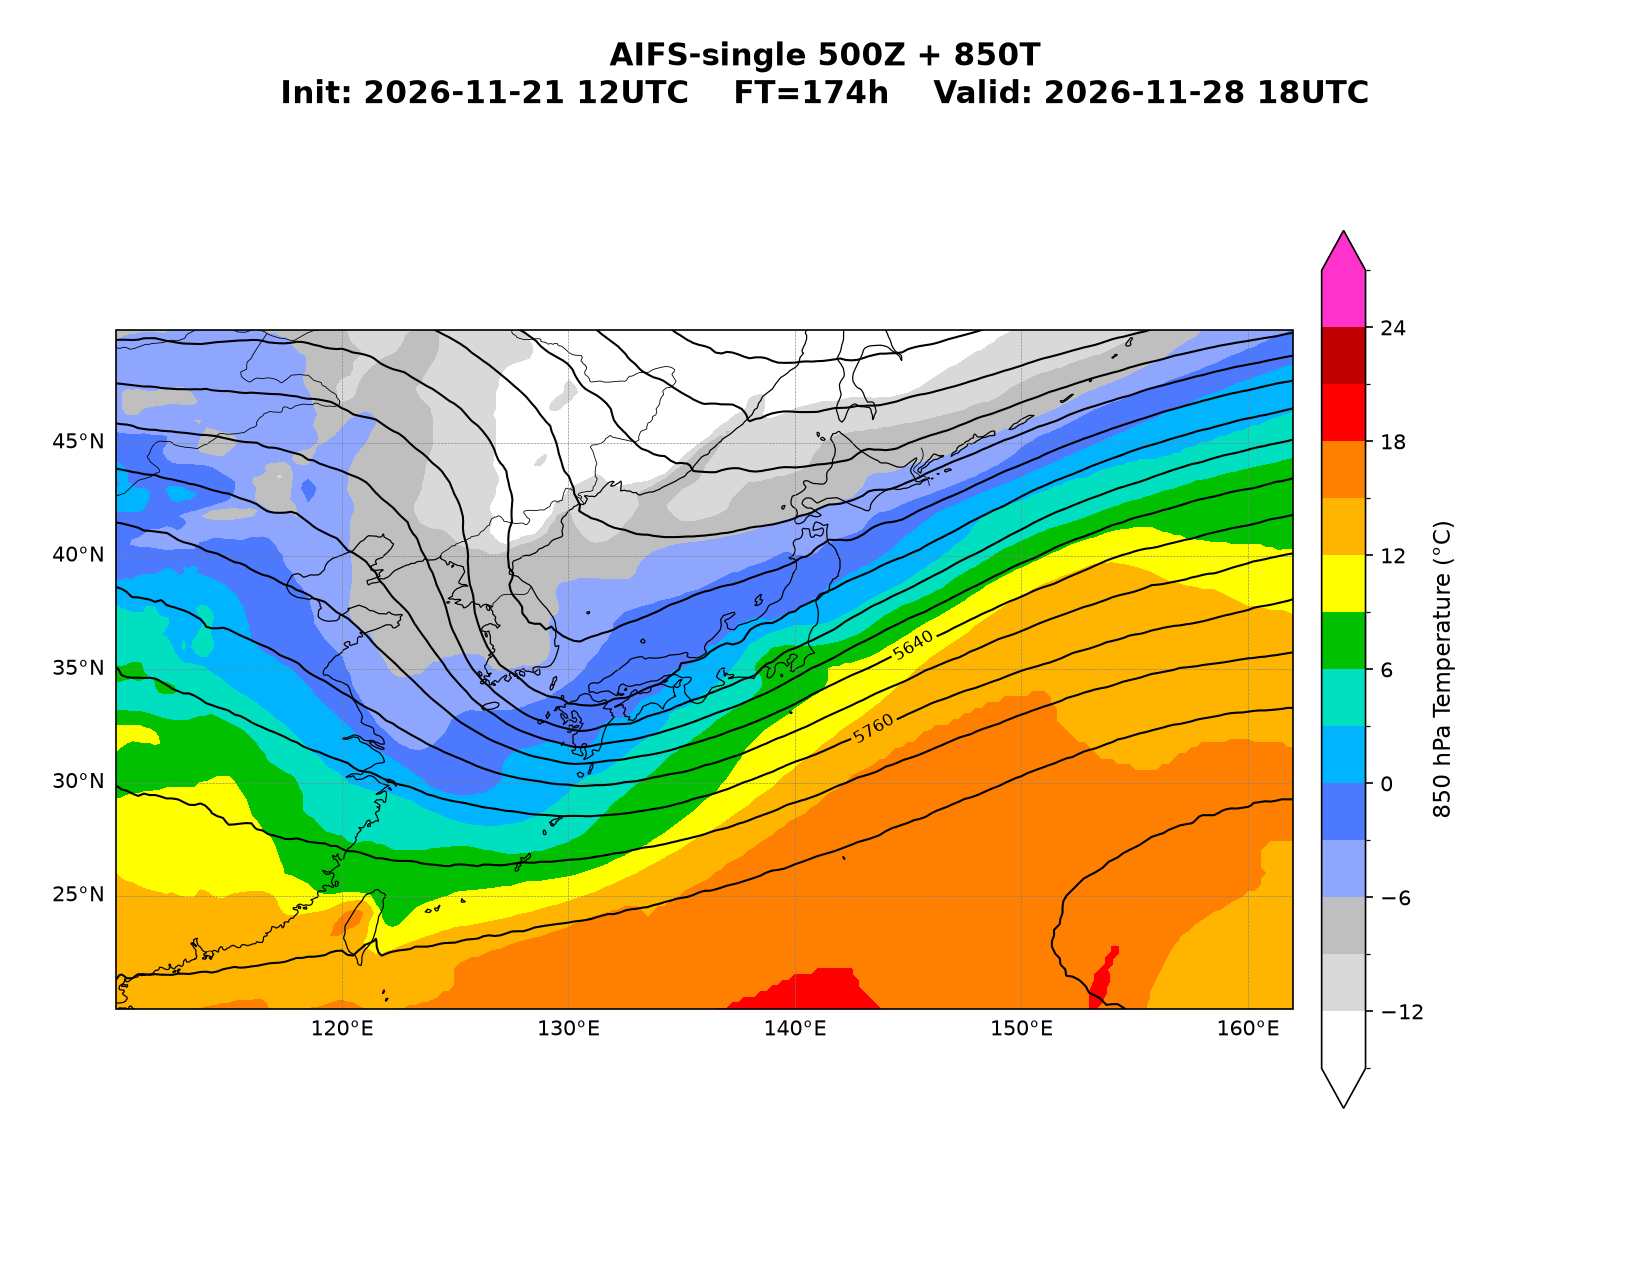 AIFS-single 500Z + 850T
Init: 2026-11-21 12UTC    FT=174h    Valid: 2026-11-28 18UTC
24
18
12
6
0
−6
−12
850 hPa Temperature (°C)
45°N
40°N
35°N
30°N
25°N
5640
5760
120°E
130°E
140°E
150°E
160°E